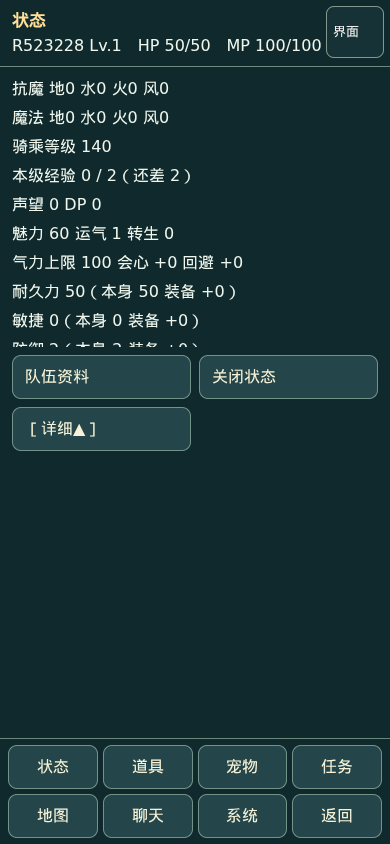 状态
R523228 Lv.1 HP 50/50 MP 100/100
界面
抗魔 地0 水0 火0 风0
魔法 地0 水0 火0 风0
骑乘等级 140
本级经验 0 / 2（还差 2）
声望 0 DP 0
魅力 60 运气 1 转生 0
气力上限 100 会心 +0 回避 +0
耐久力 50（本身 50 装备 +0）
敏捷 0（本身 0 装备 +0）
队伍资料 关闭状态
[ 详细▲ ]
状态 道具 宠物 任务
地图 聊天 系统 返回